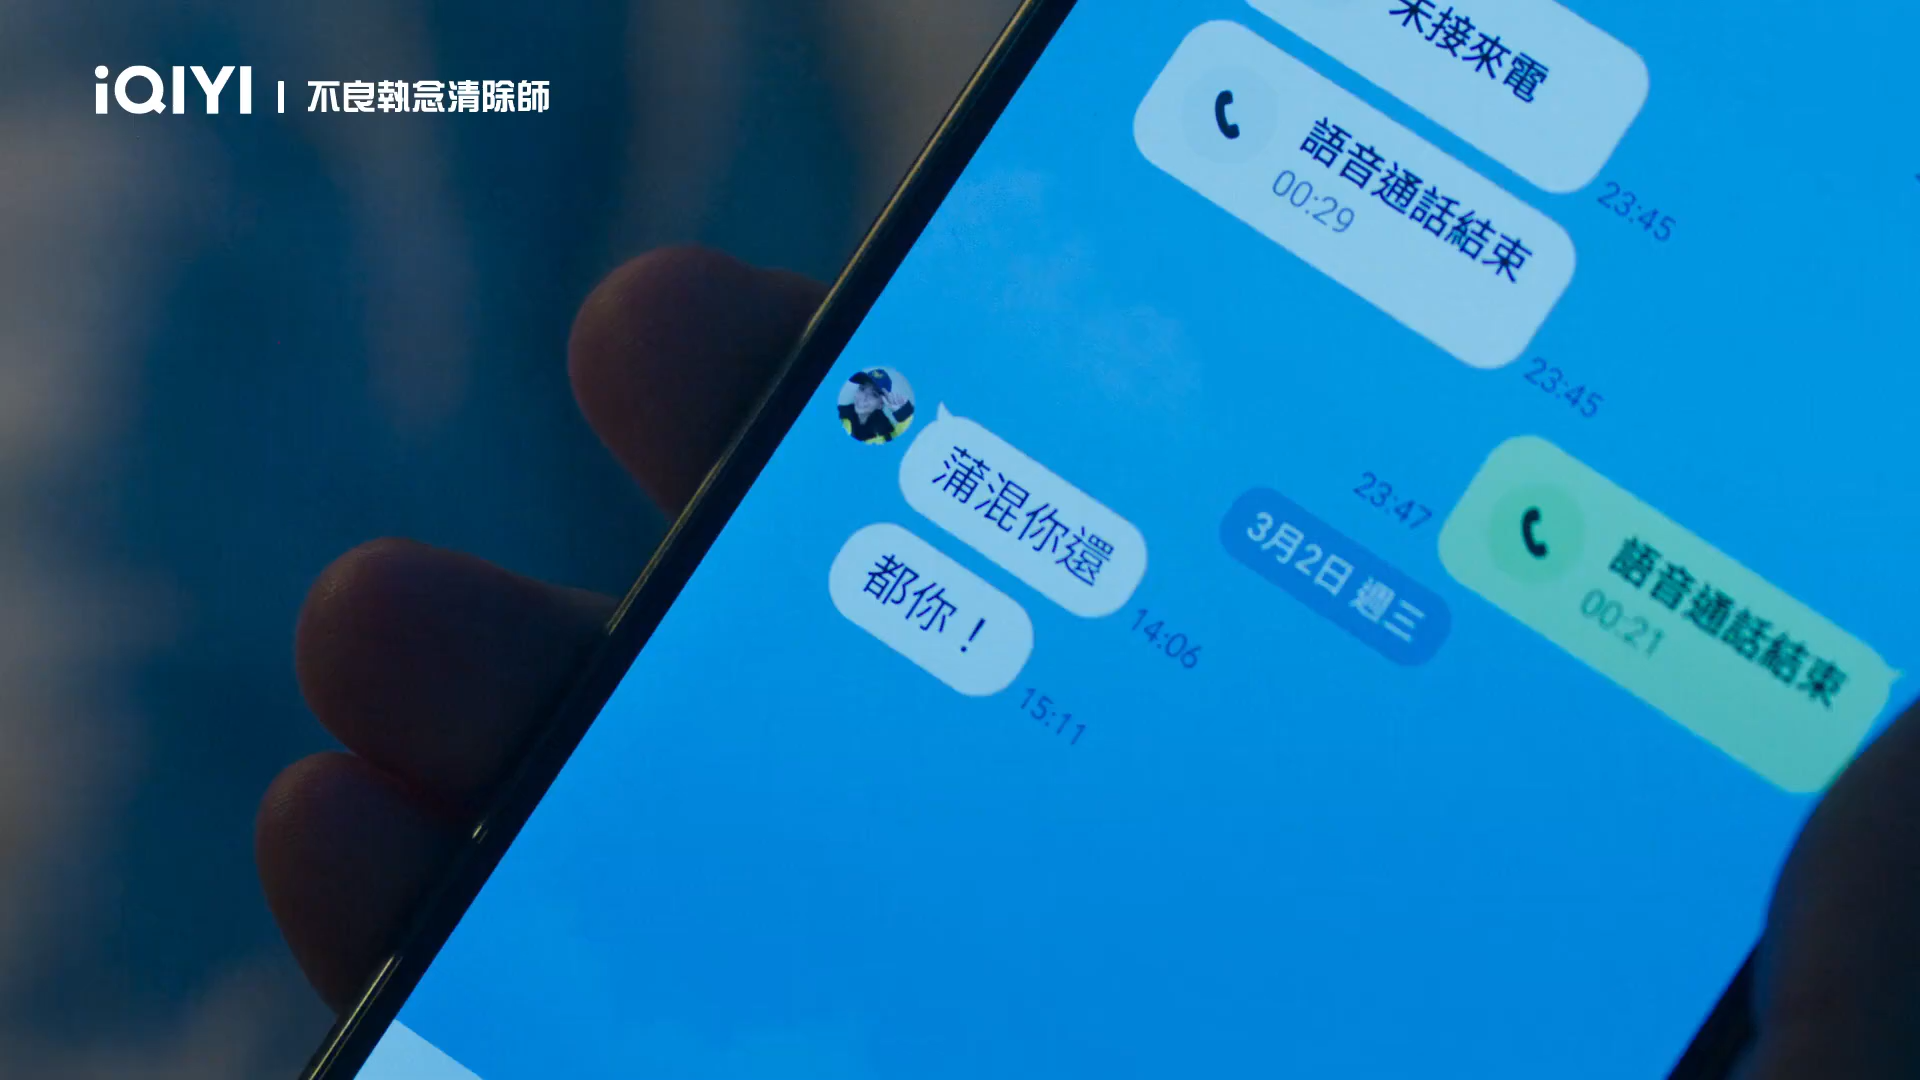 iQIYI | 不良執念清除師
未接來電
23:45
語音通話結束
00:29
23:45
語音通話結束
00:21
23:47
3月2日 週三
蒲混你還
14:06
都你！
15:11